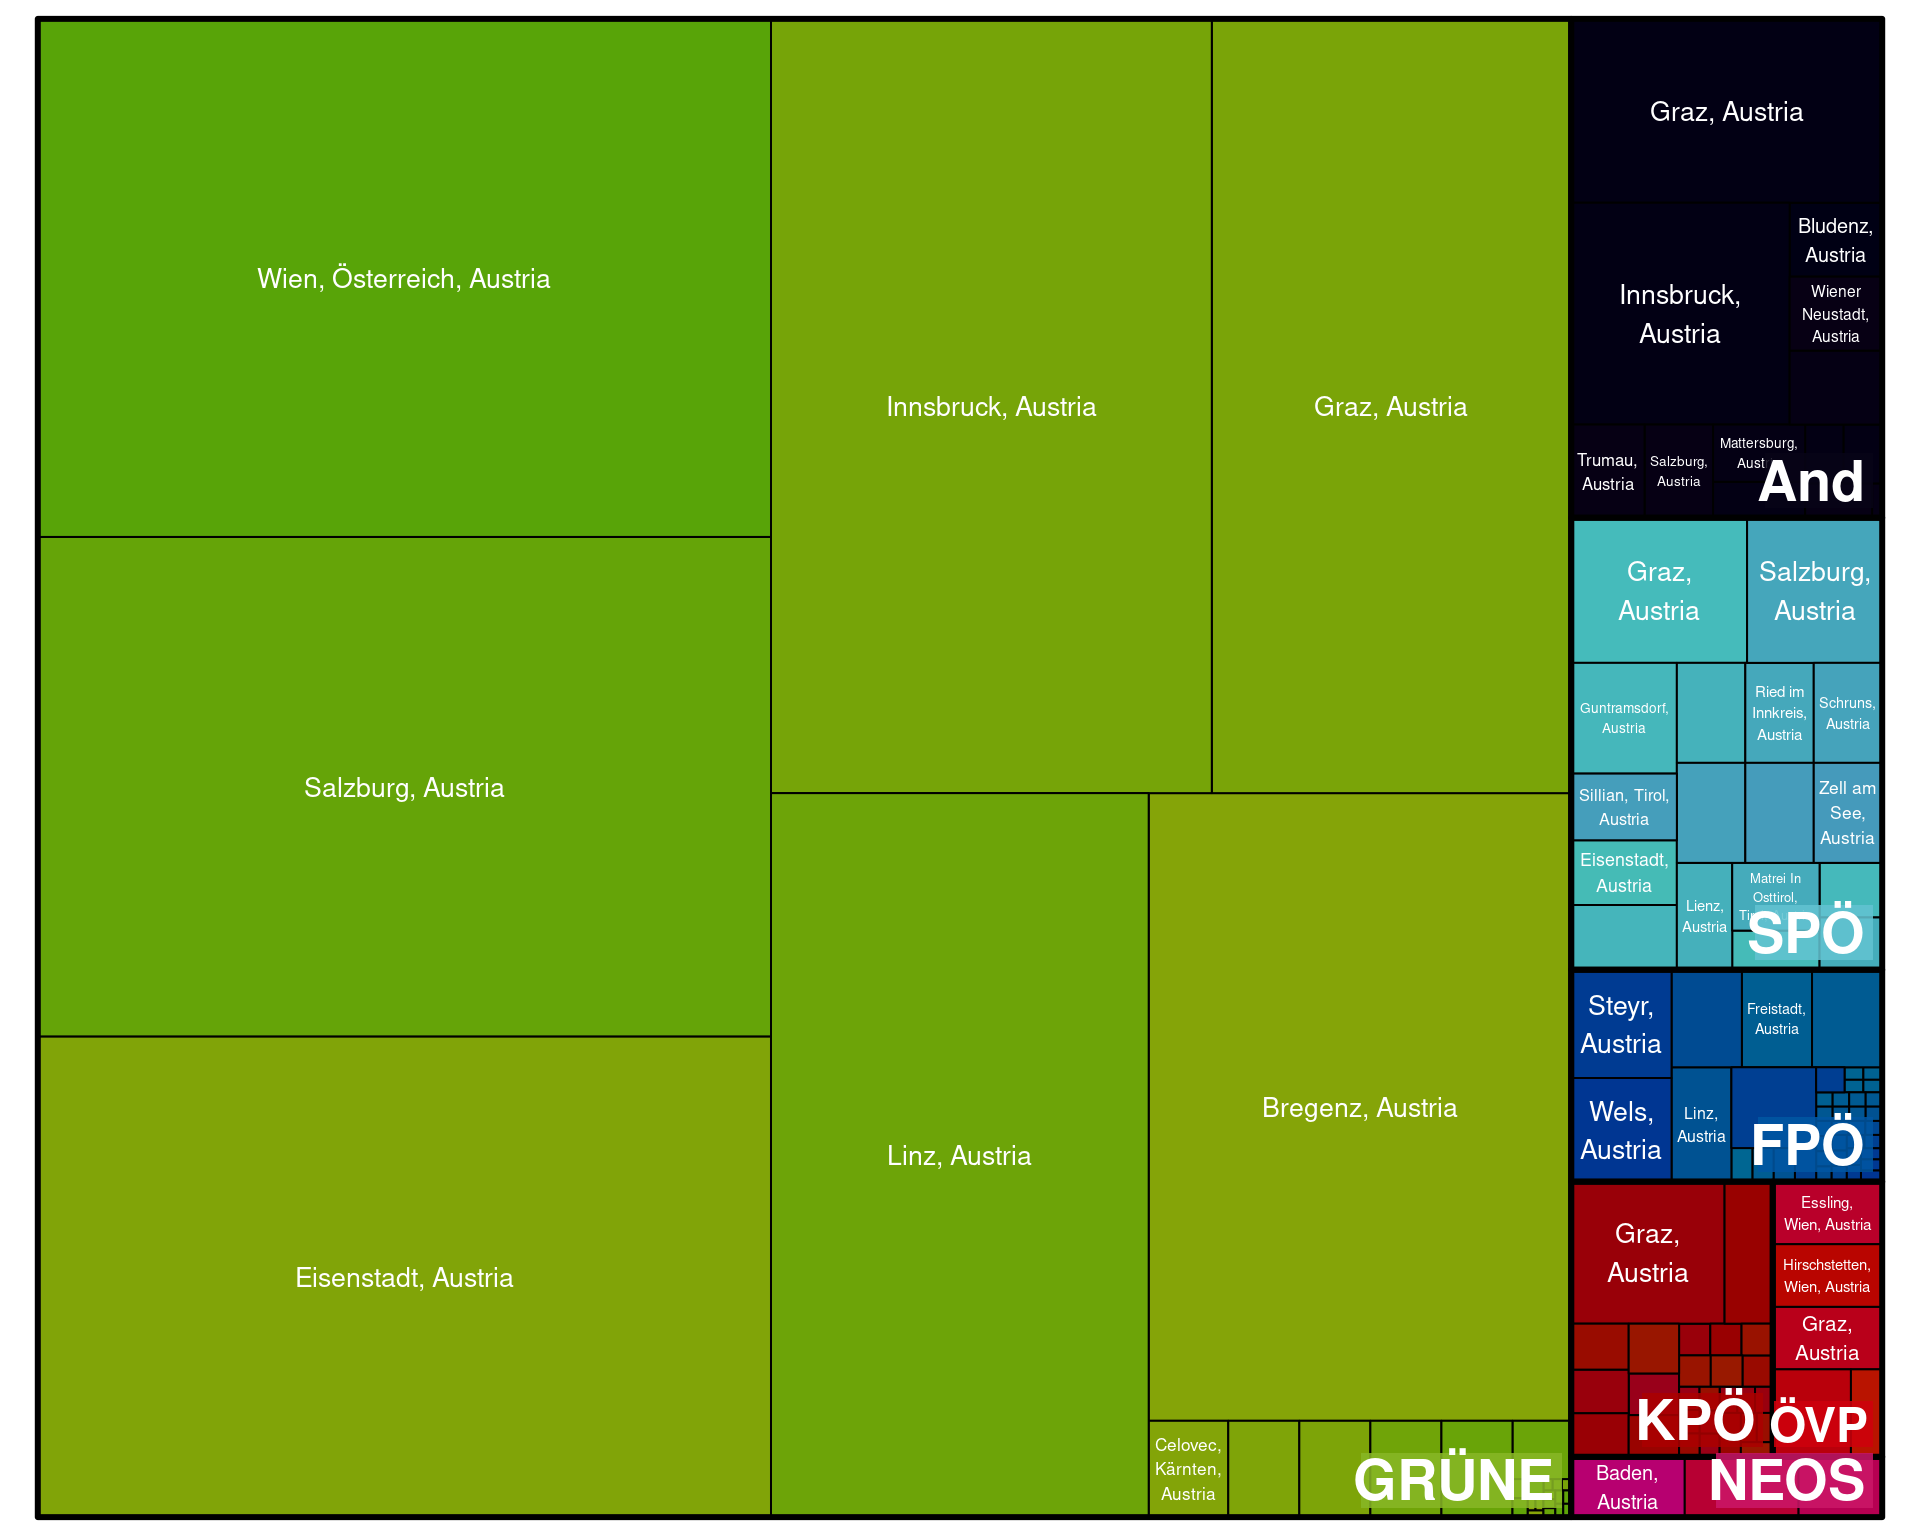 Wien, Österreich, Austria
Salzburg, Austria
Eisenstadt, Austria
Innsbruck, Austria
Graz, Austria
Linz, Austria
Bregenz, Austria
Celovec,
Kärnten,
Austria
GRÜNE
Graz, Austria
Innsbruck,
Austria
Bludenz,
Austria
Wiener
Neustadt,
Austria
Trumau,
Austria
Salzburg,
Austria
Mattersburg,
And
Graz,
Austria
Salzburg,
Austria
Guntramsdorf,
Austria
Ried im
Innkreis,
Austria
Schruns,
Austria
Sillian, Tirol,
Austria
Zell am
See,
Austria
Eisenstadt,
Austria
Lienz,
Austria
Matrei In
Osttirol,
SPÖ
Steyr,
Austria
Freistadt,
Austria
Wels,
Austria
Linz,
Austria
FPÖ
Graz,
Austria
KPÖ
Essling,
Wien, Austria
Hirschstetten,
Wien, Austria
Graz,
Austria
ÖVP
Baden,
Austria
NEOS